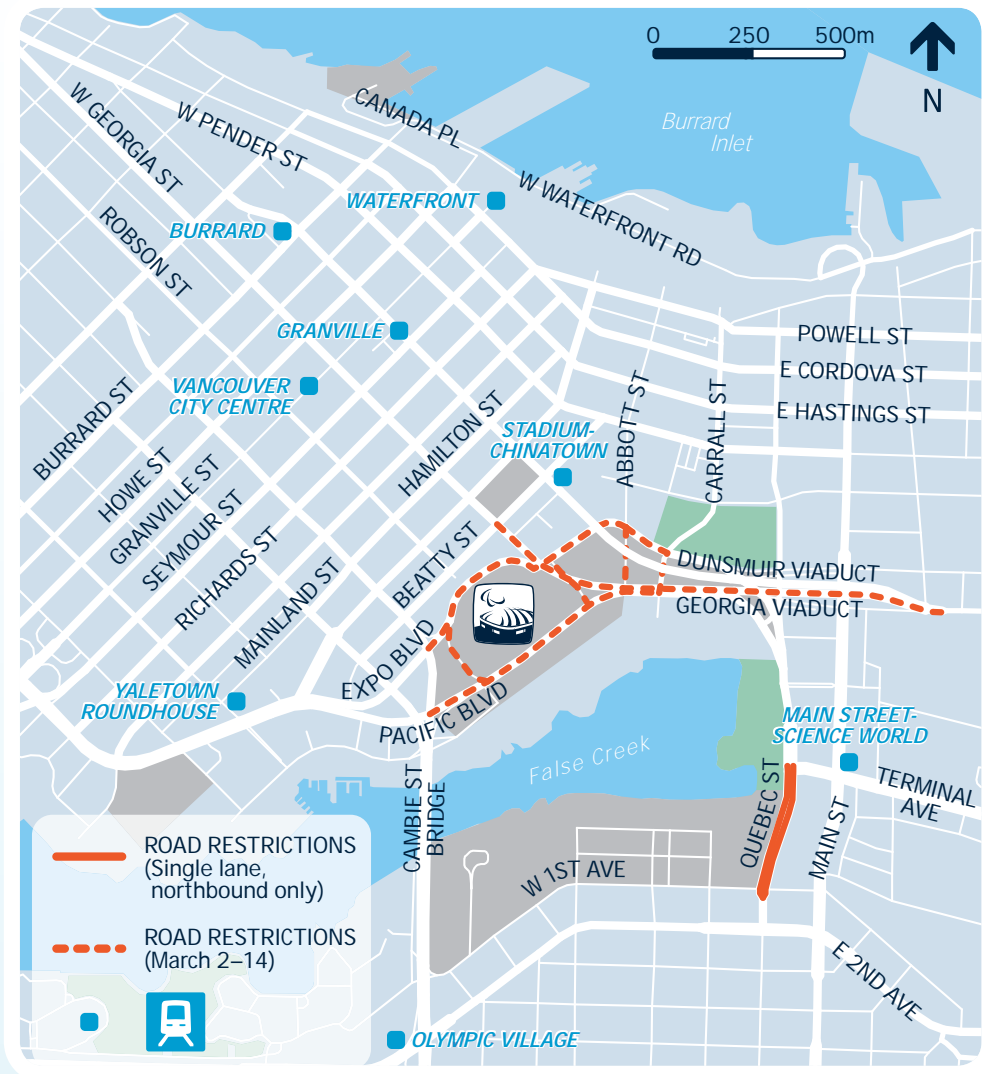 0 250 500m
N
CANADA PL
Burrard
Inlet
W GEORGIA ST
W PENDER ST
W WATERFRONT RD
WATERFRONT
BURRARD
ROBSON ST
GRANVILLE
POWELL ST
E CORDOVA ST
E HASTINGS ST
VANCOUVER
CITY CENTRE
BURRARD ST
HOWE ST
GRANVILLE ST
SEYMOUR ST
RICHARDS ST
MAINLAND ST
HAMILTON ST
STADIUM-
CHINATOWN
ABBOTT ST
CARRALL ST
BEATTY ST
DUNSMUIR VIADUCT
GEORGIA VIADUCT
EXPO BLVD
PACIFIC BLVD
YALETOWN
ROUNDHOUSE
MAIN STREET-
SCIENCE WORLD
False Creek
CAMBIE ST
BRIDGE
QUEBEC ST
MAIN ST
TERMINAL
AVE
W 1ST AVE
E 2ND AVE
OLYMPIC VILLAGE
ROAD RESTRICTIONS
(Single lane,
northbound only)
ROAD RESTRICTIONS
(March 2–14)